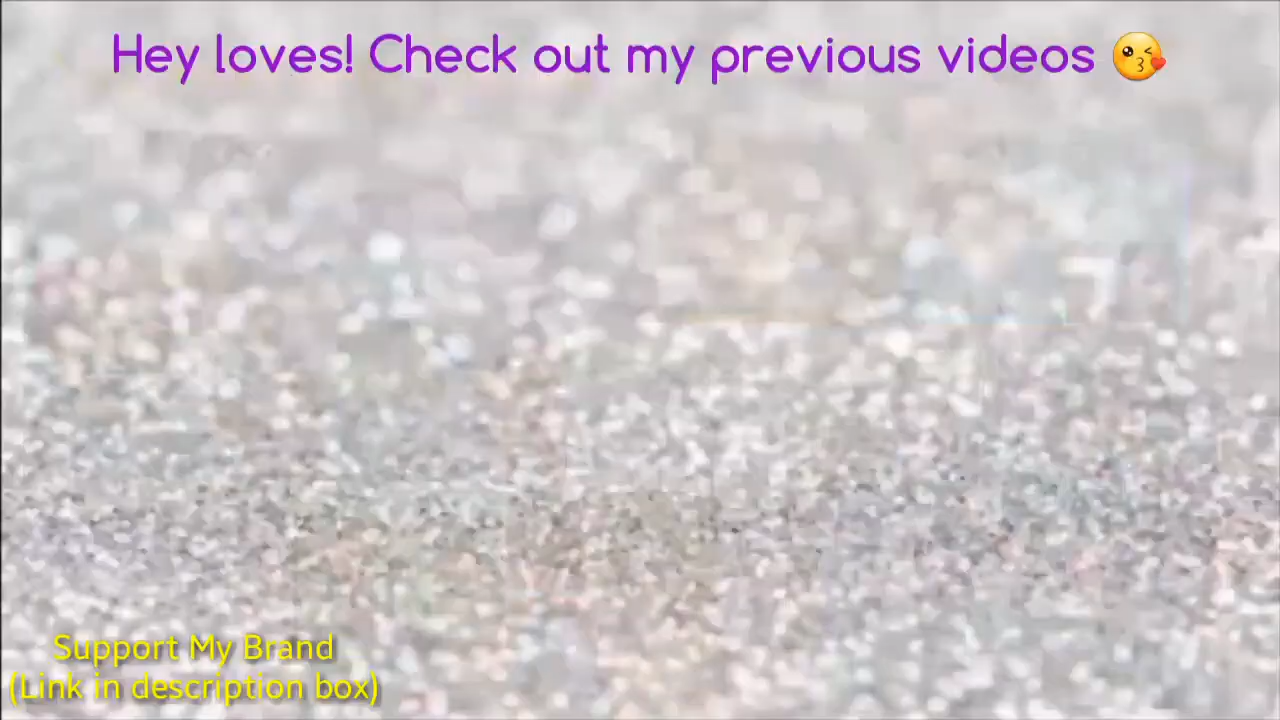 Hey loves! Check out my previous videos 😘
Support My Brand
(Link in description box)